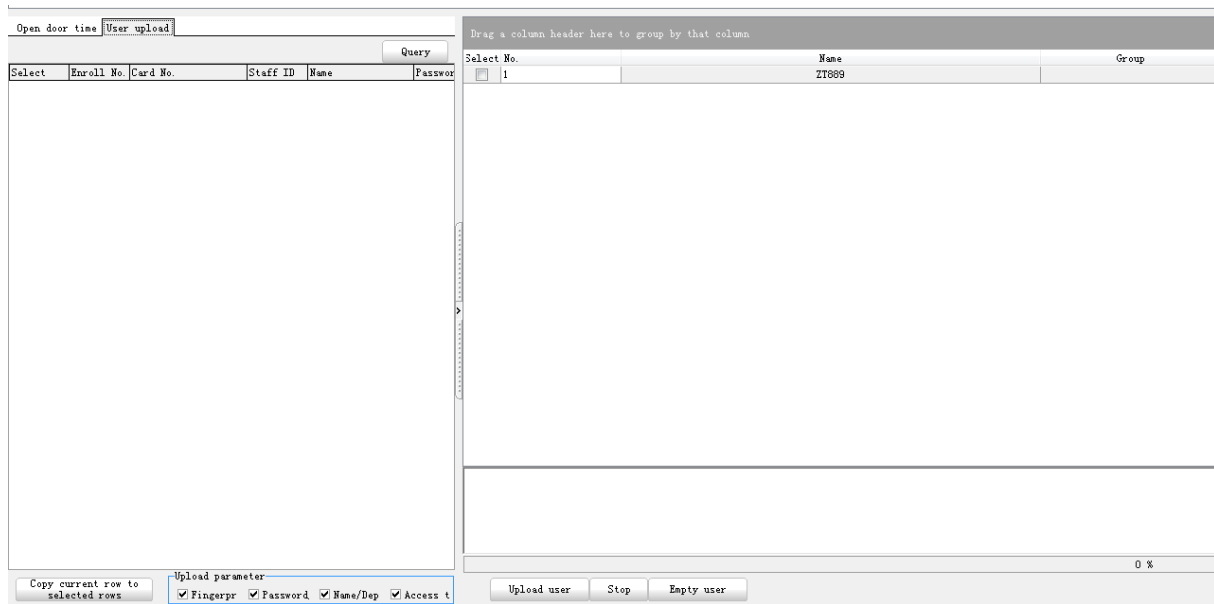 Open door time User upload
Query
Select Enroll No. Card No. Staff ID Name Passwor
Copy current row to
selected rows
Upload parameter
Fingerpr Password Name/Dep Access t
Drag a column header here to group by that column
Select No. Name Group
1 ZT889
0 %
Upload user Stop Empty user